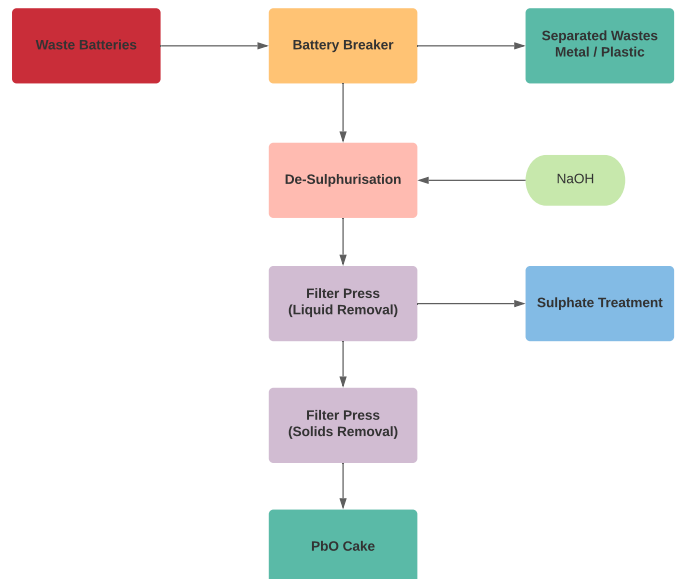 Waste Batteries
Battery Breaker
Separated Wastes
Metal / Plastic
De-Sulphurisation
NaOH
Filter Press
(Liquid Removal)
Sulphate Treatment
Filter Press
(Solids Removal)
PbO Cake